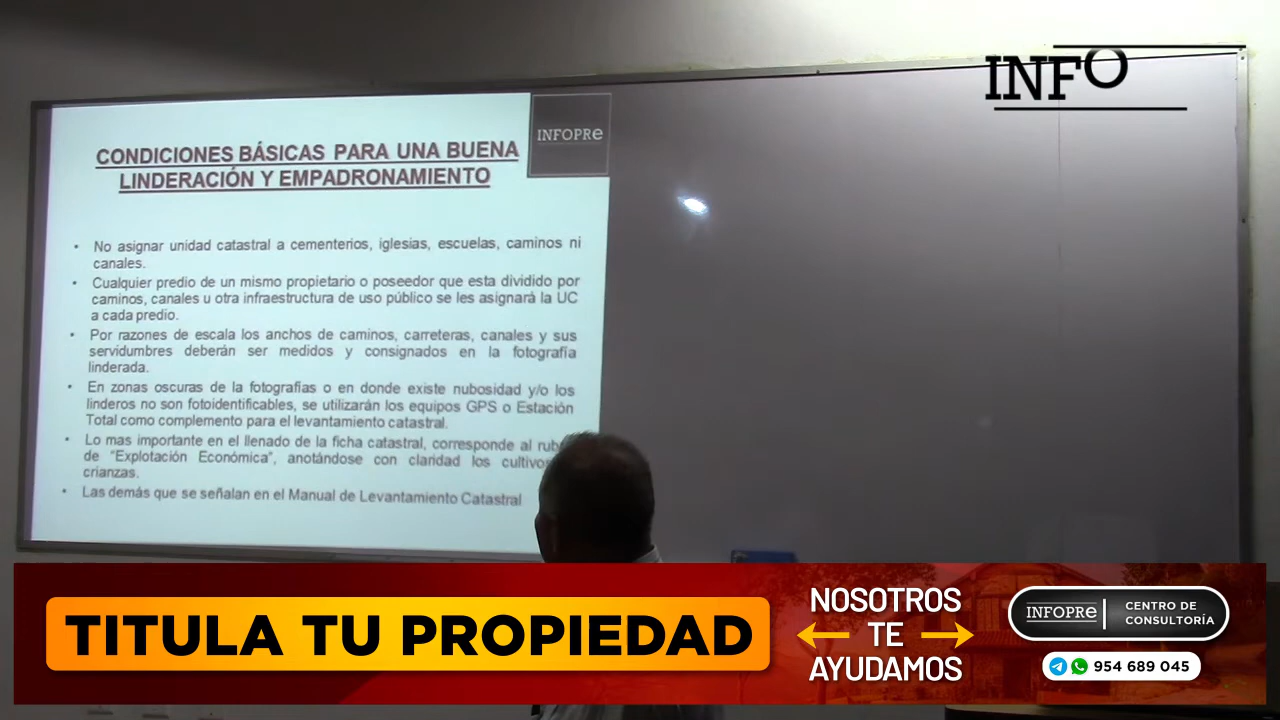 INFO
INFOPRe
CONDICIONES BÁSICAS PARA UNA BUENA
LINDERACIÓN Y EMPADRONAMIENTO
• No asignar unidad catastral a cementerios, iglesias, escuelas, caminos ni
canales.
• Cualquier predio de un mismo propietario o poseedor que esta dividido por
caminos, canales u otra infraestructura de uso público se les asignará la UC
a cada predio.
• Por razones de escala los anchos de caminos, carreteras, canales y sus
servidumbres deberán ser medidos y consignados en la fotografía
linderada.
• En zonas oscuras de la fotografías o en donde existe nubosidad y/o los
linderos no son fotoidentificables, se utilizarán los equipos GPS o Estación
Total como complemento para el levantamiento catastral.
• Lo mas importante en el llenado de la ficha catastral, corresponde al
de "Explotación Económica", anotándose con claridad los
crianzas.
• Las demás que se señalan en el Manual de Levantamiento Catastral
TITULA TU PROPIEDAD
NOSOTROS
TE
AYUDAMOS
INFOPRe
CENTRO DE
CONSULTORÍA
954 689 045